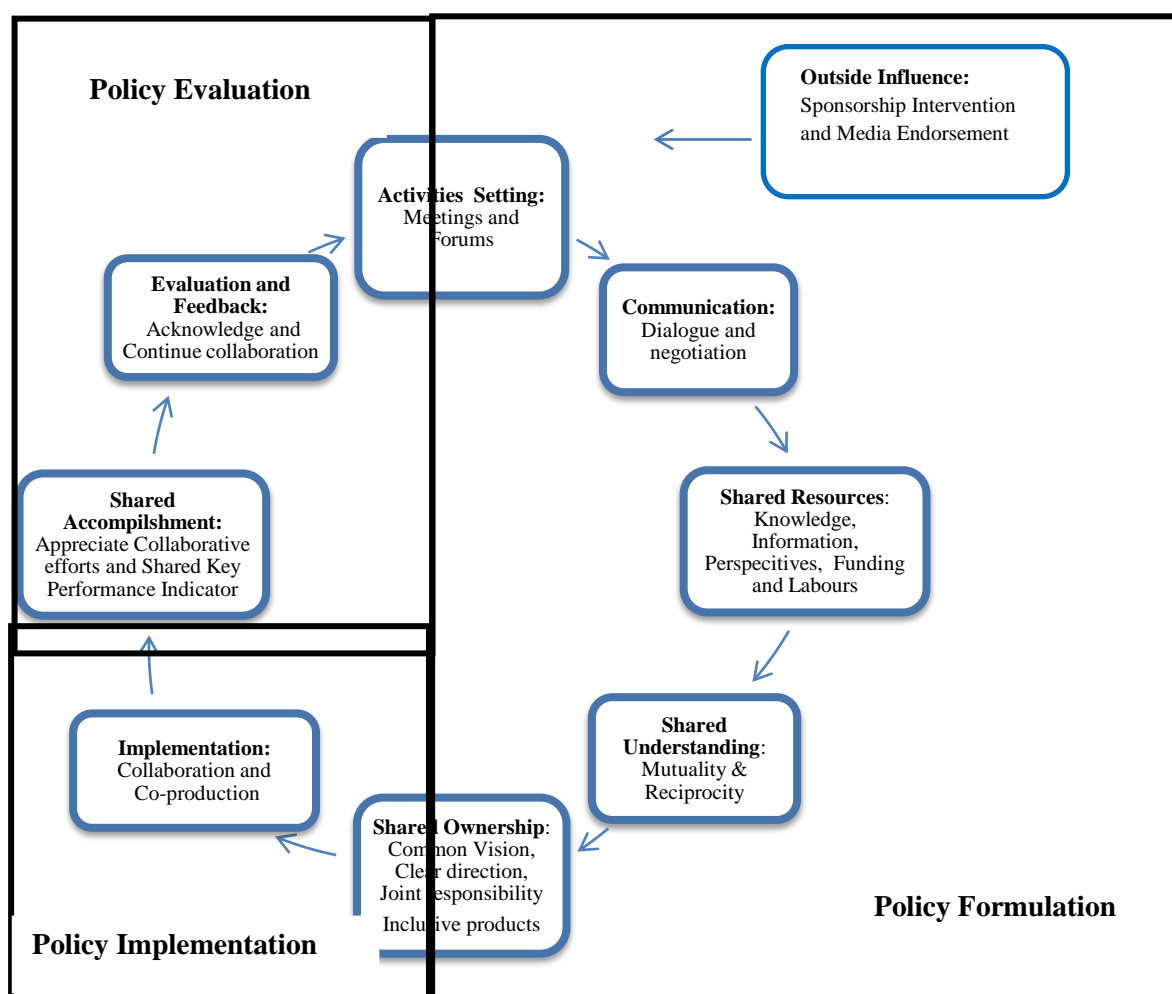 Policy Evaluation
Outside Influence:
Sponsorship Intervention
and Media Endorsement
Activities Setting:
Meetings and
Forums
Evaluation and
Feedback:
Acknowledge and
Continue collaboration
Communication:
Dialogue and
negotiation
Shared
Accompilshment:
Appreciate Collaborative
efforts and Shared Key
Performance Indicator
Shared Resources:
Knowledge,
Information,
Perspecitives, Funding
and Labours
Implementation:
Collaboration and
Co-production
Shared
Understanding:
Mutuality &
Reciprocity
Shared Ownership:
Common Vision,
Clear direction,
Joint responsibility
Inclusive products
Policy Formulation
Policy Implementation